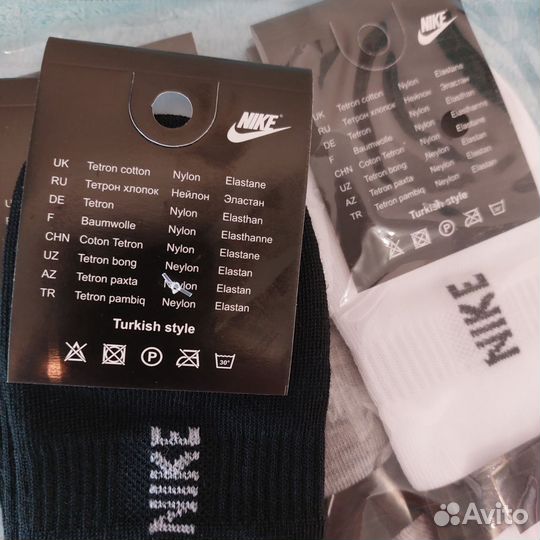 NIKE
UK Tetron cotton Nylon Elastane
RU Тетрон хлопок Нейлон Эластан
DE Tetron Nylon Elasthan
F Baumwolle Nylon Elasthanne
CHN Coton Tetron Nylon Elastan
UZ Tetron bong Neylon Elastan
AZ Tetron paxta Nylon Elastan
TR Tetron pambiq Neylon Elastan
Turkish style
P
30°
NIKE
NIKE
UK Tetron cotton Nylon Elastane
RU Тетрон хлопок Нейлон Эластан
DE Tetron Nylon Elasthan
F Baumwolle Nylon Elasthanne
CHN Coton Tetron Nylon Elastan
UZ Tetron bong Neylon Elastan
AZ Tetron paxta Nylon Elastan
TR Tetron pambiq Neylon Elastan
Turkish style
P
NIKE
Avito